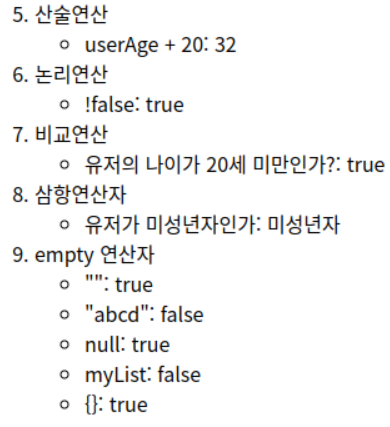 5. 산술연산
userAge + 20: 32
6. 논리연산
!false: true
7. 비교연산
유저의 나이가 20세 미만인가?: true
8. 삼항연산자
유저가 미성년자인가: 미성년자
9. empty 연산자
"": true
"abcd": false
null: true
myList: false
{}: true